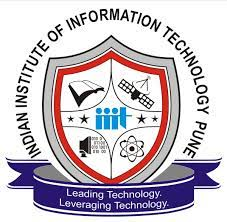 INDIAN INSTITUTE OF INFORMATION TECHNOLOGY PUNE
iiit
Leading Technology.
Leveraging Technology.